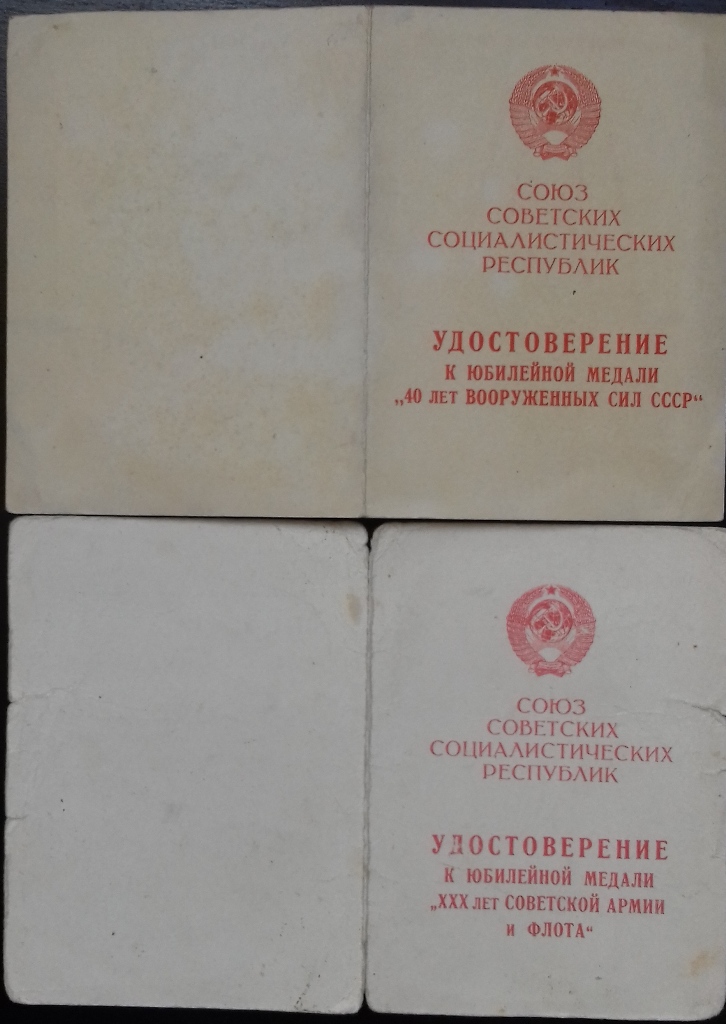 СОЮЗ
СОВЕТСКИХ
СОЦИАЛИСТИЧЕСКИХ
РЕСПУБЛИК
УДОСТОВЕРЕНИЕ
К ЮБИЛЕЙНОЙ МЕДАЛИ
„40 ЛЕТ ВООРУЖЕННЫХ СИЛ СССР“
СОЮЗ
СОВЕТСКИХ
СОЦИАЛИСТИЧЕСКИХ
РЕСПУБЛИК
УДОСТОВЕРЕНИЕ
К ЮБИЛЕЙНОЙ МЕДАЛИ
„XXX ЛЕТ СОВЕТСКОЙ АРМИИ
И ФЛОТА“